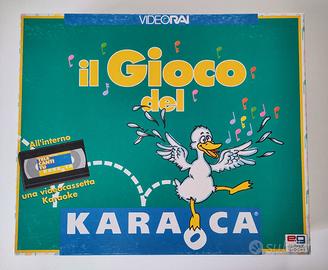 VIDEORAI
il Gioco
del
All'interno
una videocassetta
Karaoke
KARAOCA